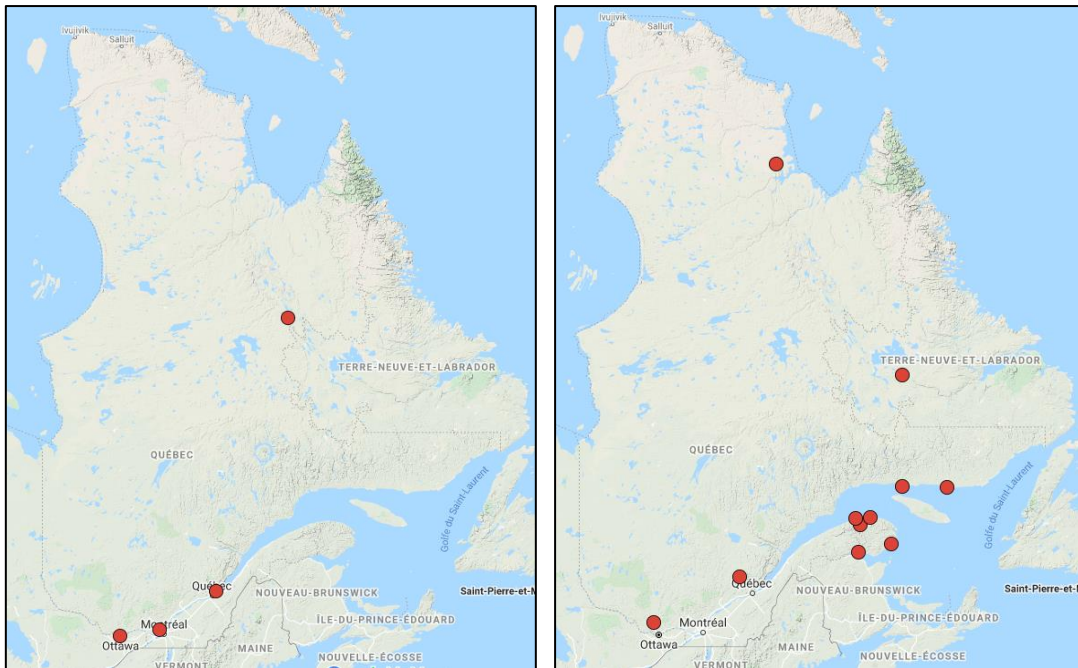 Ivujivik
Salluit
TERRE-NEUVE-ET-LABRADOR
QUÉBEC
Golfe du Saint-Laurent
Québec
NOUVEAU-BRUNSWICK
Saint-Pierre-et-M
ÎLE-DU-PRINCE-ÉDOUARD
Montréal
Ottawa
VERMONT
MAINE
NOUVELLE-ÉCOSSE
Ivujivik
Salluit
TERRE-NEUVE-ET-LABRADOR
QUÉBEC
Golfe du Saint-Laurent
Québec
NOUVEAU-BRUNSWICK
Saint-Pierre-et-M
ÎLE-DU-PRINCE-ÉDOUARD
Montréal
Ottawa
VERMONT
MAINE
NOUVELLE-ÉCOSSE